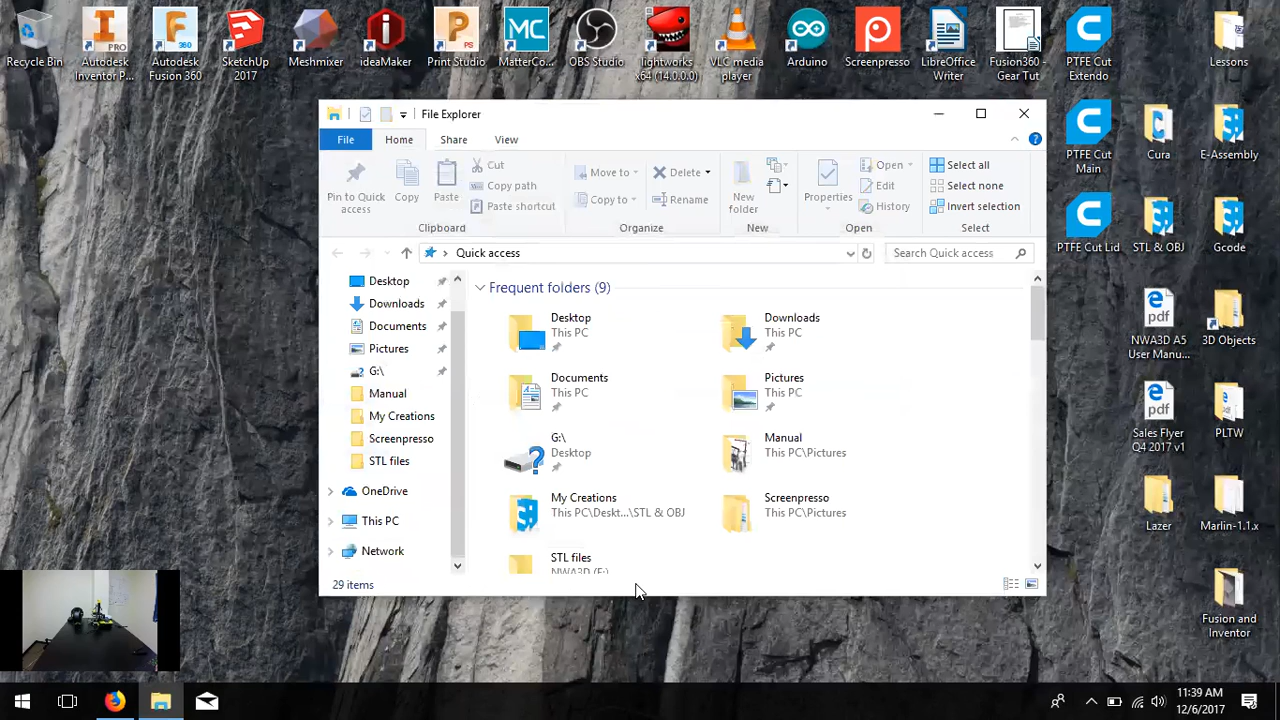 Recycle Bin
Autodesk Inventor P...
Autodesk Fusion 360
SketchUp 2017
Meshmixer
ideaMaker
Print Studio
MatterCo...
OBS Studio
lightworks x64 (14.0.0.0)
VLC media player
Arduino
Screenpresso
LibreOffice Writer
Fusion360 - Gear Tut
PTFE Cut Extendo
Lessons
PTFE Cut Main
Cura
E-Assembly
PTFE Cut Lid
STL & OBJ
Gcode
NWA3D A5 User Manu...
3D Objects
Sales Flyer Q4 2017 v1
PLTW
Lazer
Marlin-1.1.x
Fusion and Inventor
File Explorer
File
Home
Share
View
Pin to Quick access
Copy
Paste
Cut
Copy path
Paste shortcut
Clipboard
Move to
Copy to
Delete
Rename
Organize
New folder
New
Properties
Open
Edit
History
Open
Select all
Select none
Invert selection
Select
Quick access
Search Quick access
Desktop
Downloads
Documents
Pictures
G:\
Manual
My Creations
Screenpresso
STL files
OneDrive
This PC
Network
Frequent folders (9)
Desktop
This PC
Downloads
This PC
Documents
This PC
Pictures
This PC
G:\
Desktop
Manual
This PC\Pictures
My Creations
This PC\Deskt...\STL & OBJ
Screenpresso
This PC\Pictures
STL files
NWA3D (F:)
29 items
11:39 AM
12/6/2017